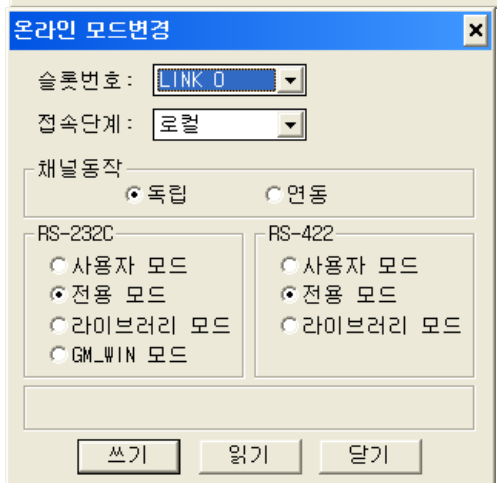 온라인 모드변경
슬롯번호: LINK 0
접속단계: 로컬
채널동작
독립 연동
RS-232C RS-422
사용자 모드 사용자 모드
전용 모드 전용 모드
라이브러리 모드 라이브러리 모드
GM_WIN 모드
쓰기 읽기 닫기